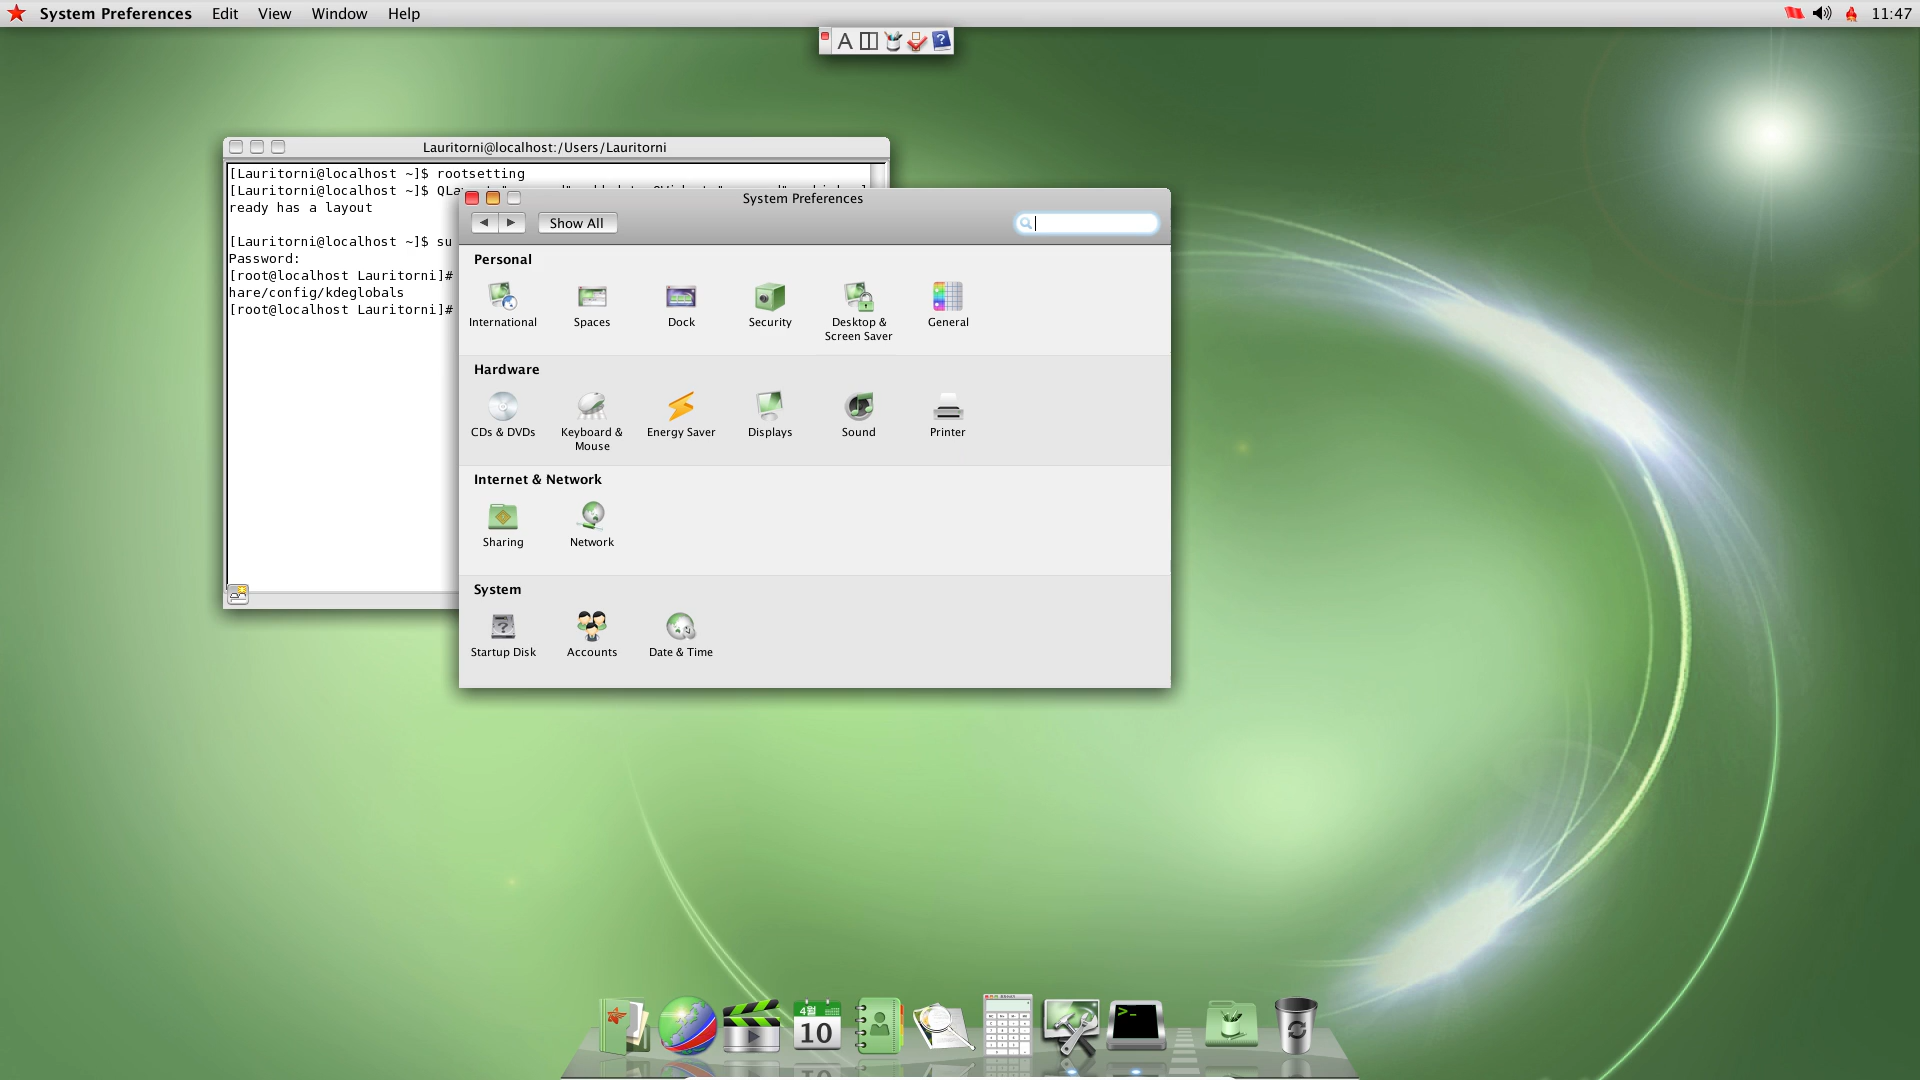 System Preferences Edit View Window Help 11:47
A ?
Lauritorni@localhost:/Users/Lauritorni
[Lauritorni@localhost ~]$ rootsetting
[Lauritorni@localhost ~]$ QLa
ready has a layout
[Lauritorni@localhost ~]$ su
Password:
[root@localhost Lauritorni]#
hare/config/kdeglobals
[root@localhost Lauritorni]#
System Preferences
Show All
Personal
International Spaces Dock Security Desktop & Screen Saver General
Hardware
CDs & DVDs Keyboard & Mouse Energy Saver Displays Sound Printer
Internet & Network
Sharing Network
System
Startup Disk Accounts Date & Time
4월
10
>_